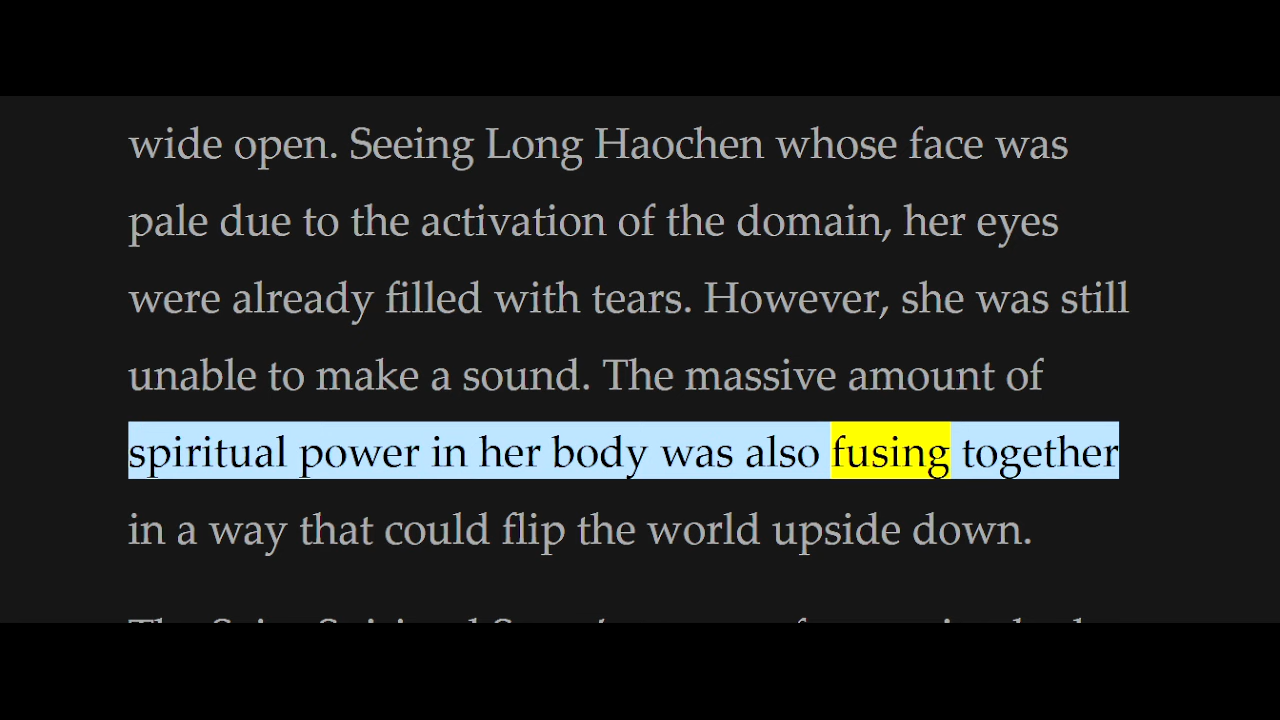 wide open. Seeing Long Haochen whose face was
pale due to the activation of the domain, her eyes
were already filled with tears. However, she was still
unable to make a sound. The massive amount of
spiritual power in her body was also fusing together
in a way that could flip the world upside down.